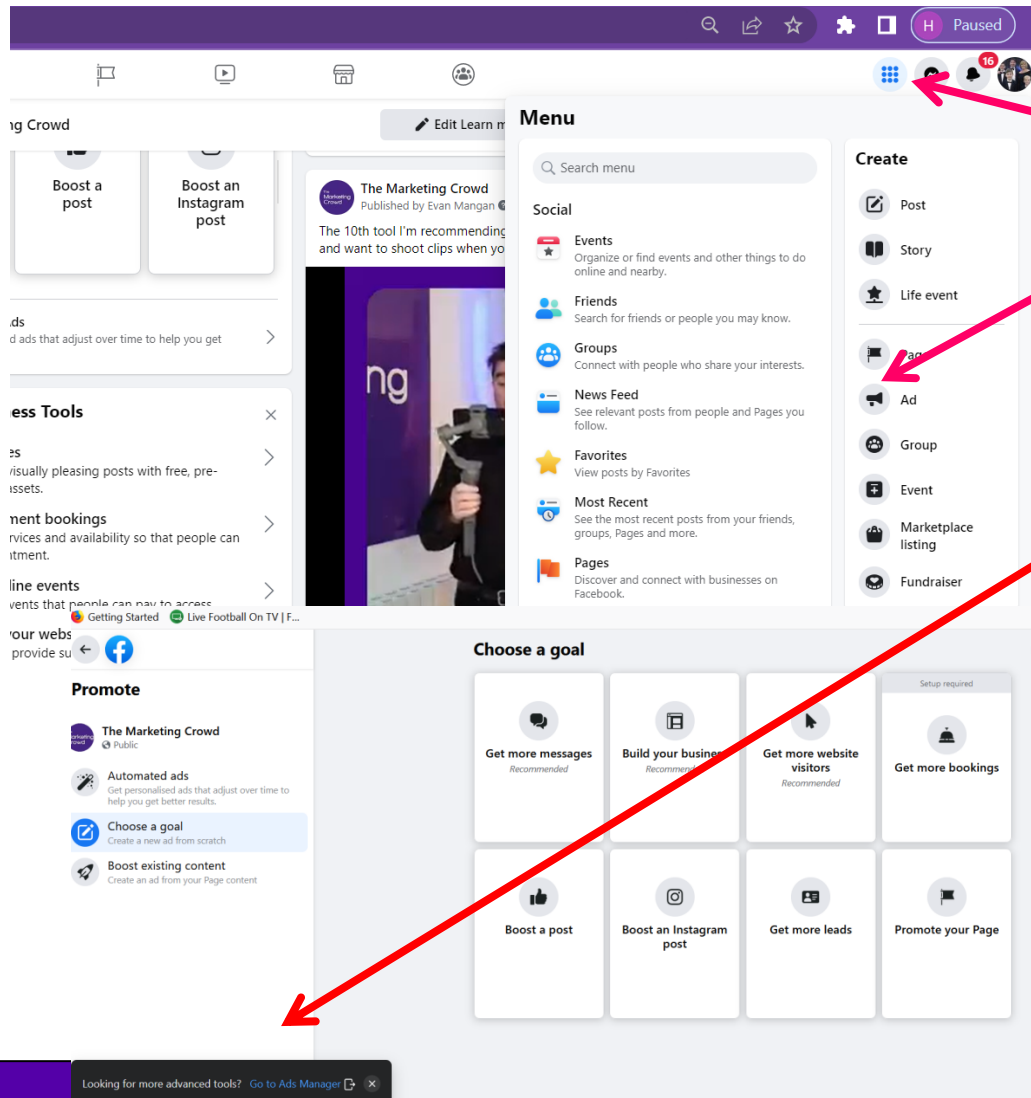 H Paused
16
ng Crowd
Edit Learn m
Boost a
post
Boost an
Instagram
post
ds
d ads that adjust over time to help you get
ess Tools
es
visually pleasing posts with free, pre-
assets.
ment bookings
rvices and availability so that people can
ntment.
line events
vents that people can pay to access
our webs
provide su
The Marketing Crowd
Published by Evan Mangan
The 10th tool I'm recommending
and want to shoot clips when yo
ng
Menu
Search menu
Social
Events
Organize or find events and other things to do
online and nearby.
Friends
Search for friends or people you may know.
Groups
Connect with people who share your interests.
News Feed
See relevant posts from people and Pages you
follow.
Favorites
View posts by Favorites
Most Recent
See the most recent posts from your friends,
groups, Pages and more.
Pages
Discover and connect with businesses on
Facebook.
Create
Post
Story
Life event
Pag
Ad
Group
Event
Marketplace
listing
Fundraiser
Getting Started Live Football On TV | F...
Promote
The Marketing Crowd
Public
Automated ads
Get personalised ads that adjust over time to
help you get better results.
Choose a goal
Create a new ad from scratch
Boost existing content
Create an ad from your Page content
Choose a goal
Get more messages
Recommended
Build your business
Recommended
Get more website
visitors
Recommended
Setup required
Get more bookings
Boost a post
Boost an Instagram
post
Get more leads
Promote your Page
Looking for more advanced tools? Go to Ads Manager